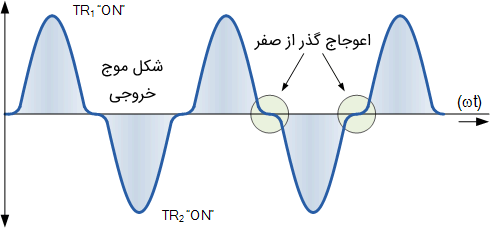 TR₁"ON"
اعوجاج گذر از صفر
شکل موج
خروجی
(ωt)
TR₂"ON"